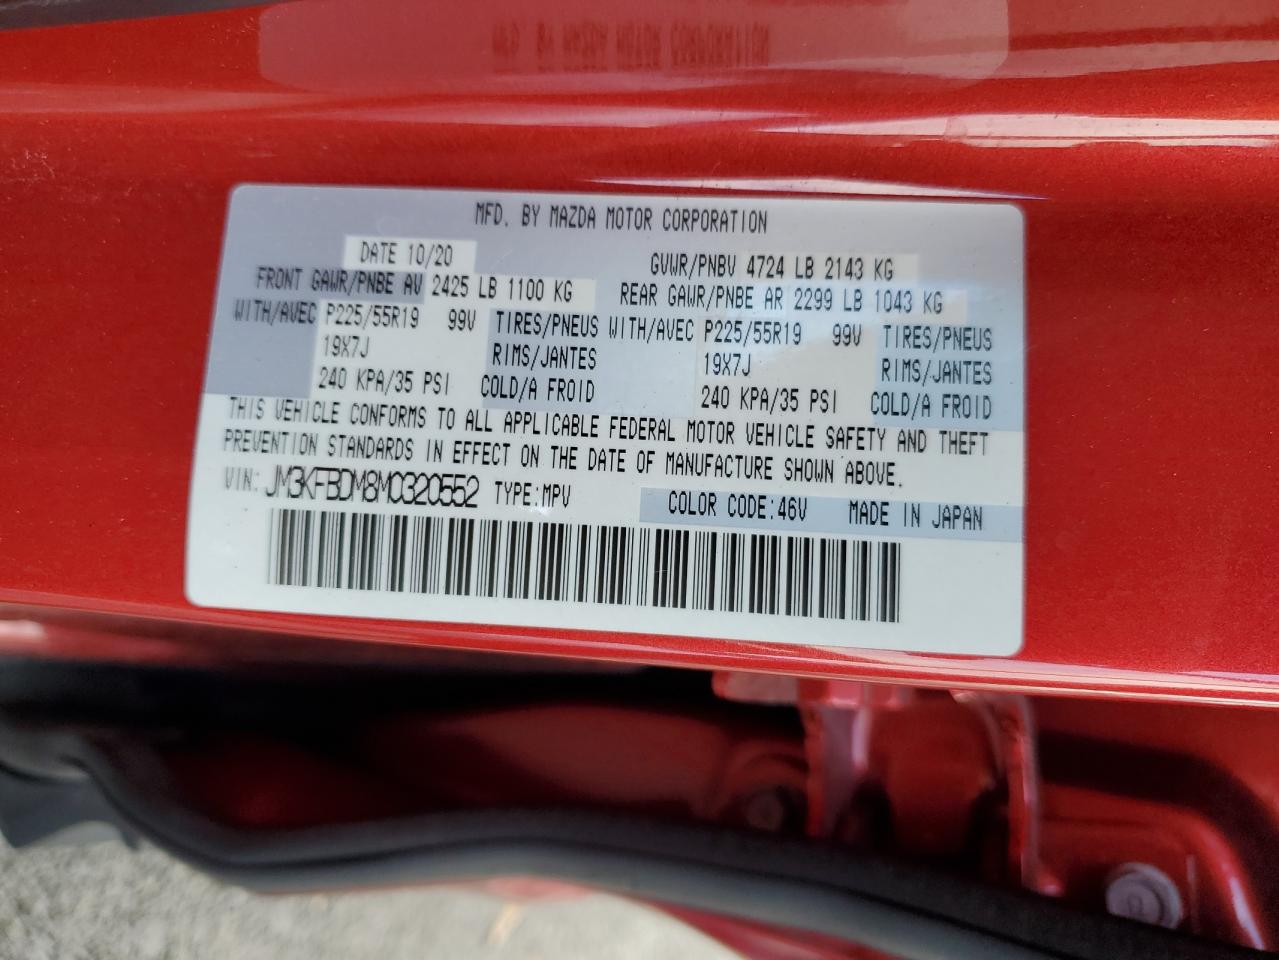 MFD. BY MAZDA MOTOR CORPORATION
DATE 10/20 GVWR/PNBV 4724 LB 2143 KG
FRONT GAWR/PNBE AV 2425 LB 1100 KG REAR GAWR/PNBE AR 2299 LB 1043 KG
WITH/AVEC P225/55R19 99V TIRES/PNEUS WITH/AVEC P225/55R19 99V TIRES/PNEUS
19X7J RIMS/JANTES 19X7J RIMS/JANTES
240 KPA/35 PSI COLD/A FROID 240 KPA/35 PSI COLD/A FROID
THIS VEHICLE CONFORMS TO ALL APPLICABLE FEDERAL MOTOR VEHICLE SAFETY AND THEFT
PREVENTION STANDARDS IN EFFECT ON THE DATE OF MANUFACTURE SHOWN ABOVE.
VIN: JM3KFBDM8M0320552 TYPE:MPV COLOR CODE:46V MADE IN JAPAN